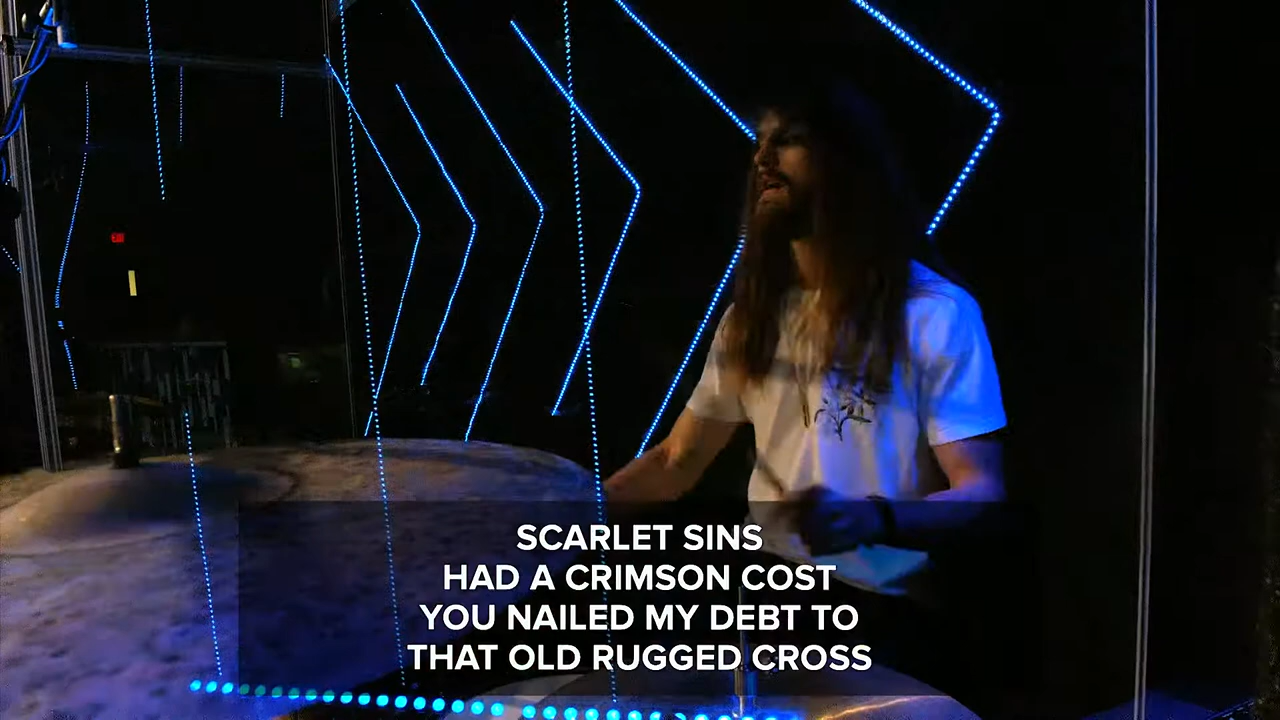 SCARLET SINS
HAD A CRIMSON COST
YOU NAILED MY DEBT TO
THAT OLD RUGGED CROSS